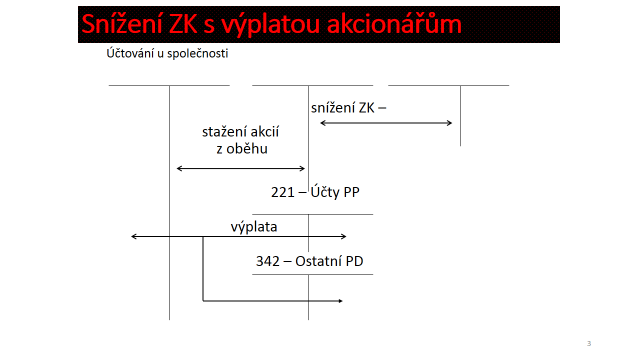 Snížení ZK s výplatou akcionářům
Účtování u společnosti
snížení ZK –
stažení akcií
z oběhu
221 – Účty PP
výplata
342 – Ostatní PD
3